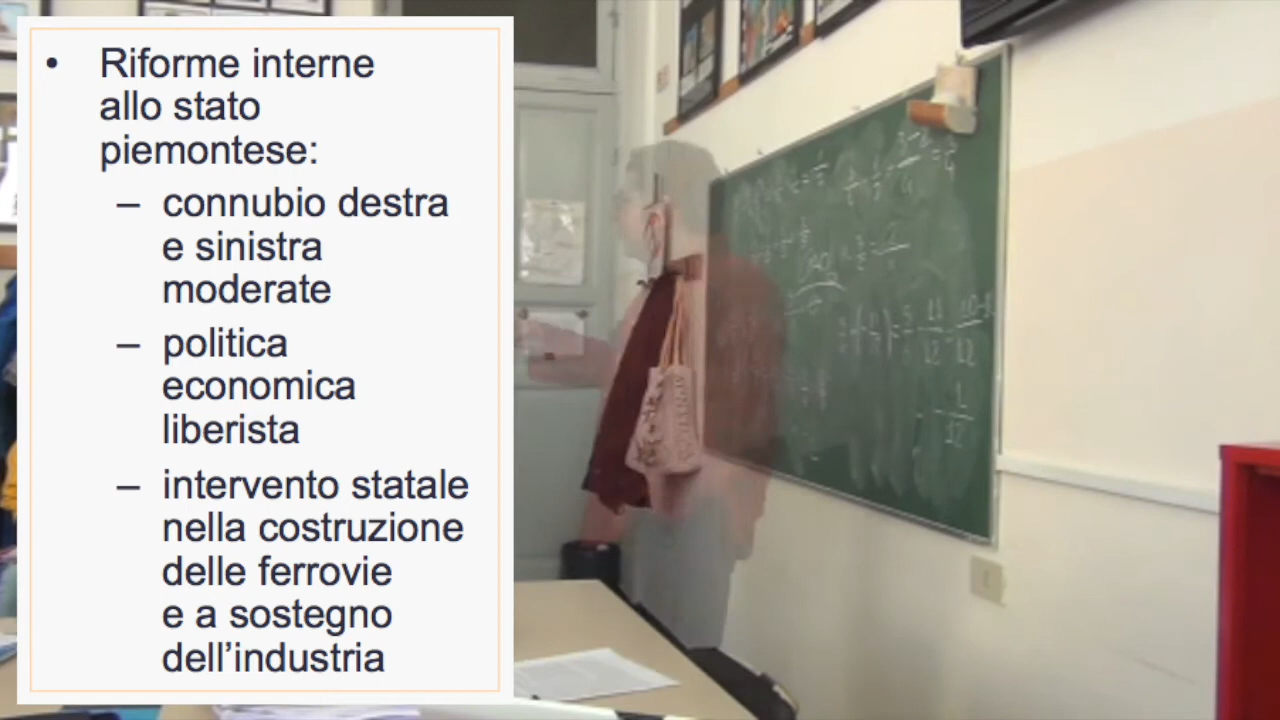 • Riforme interne
allo stato
piemontese:
– connubio destra
e sinistra
moderate
– politica
economica
liberista
– intervento statale
nella costruzione
delle ferrovie
e a sostegno
dell’industria